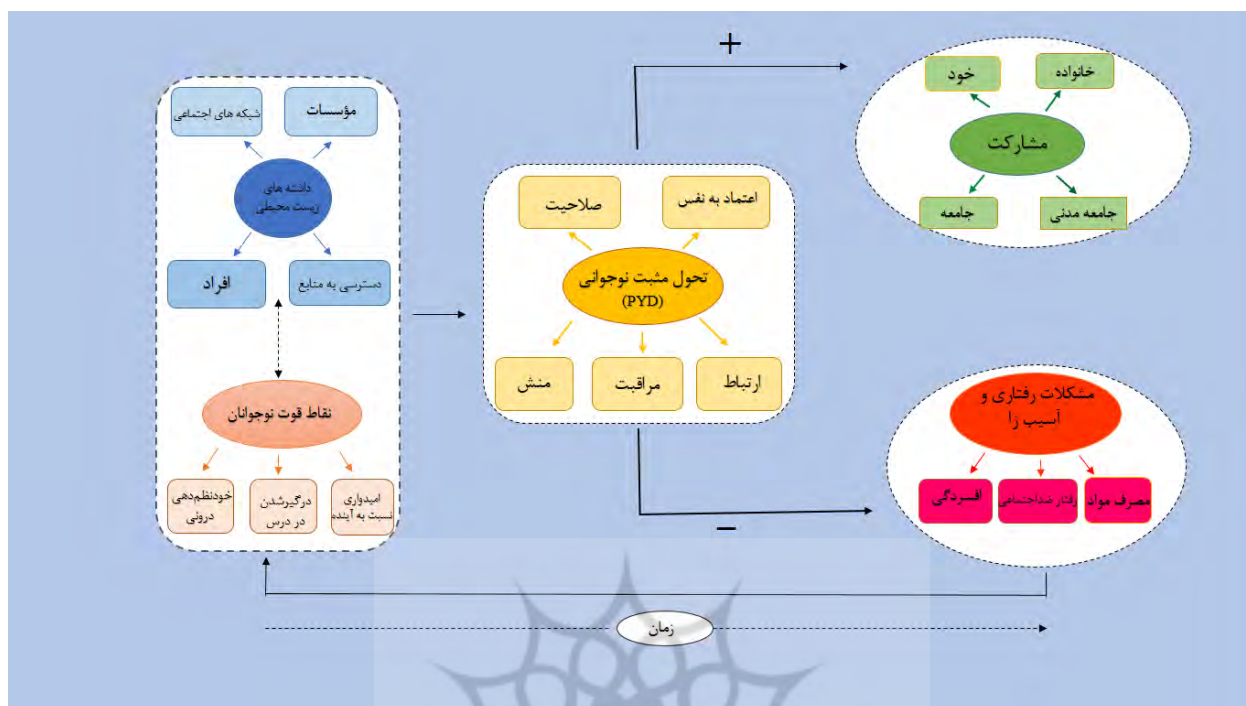 +
مؤسسات
شبکه های اجتماعی
داشته های
زیست محیطی
دسترسی به منابع
افراد
نقاط قوت نوجوانان
امیدواری
نسبت به آینده
درگیرشدن
در درس
خودنظم‌دهی
درونی
اعتماد به نفس
صلاحیت
تحول مثبت نوجوانی
(PYD)
ارتباط
مراقبت
منش
خانواده
خود
مشارکت
جامعه مدنی
جامعه
مشکلات رفتاری و
آسیب زا
مصرف مواد
رفتار ضداجتماعی
افسردگی
−
زمان